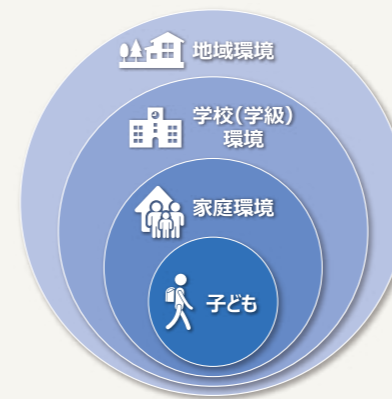 地域環境
学校(学級)
環境
家庭環境
子ども